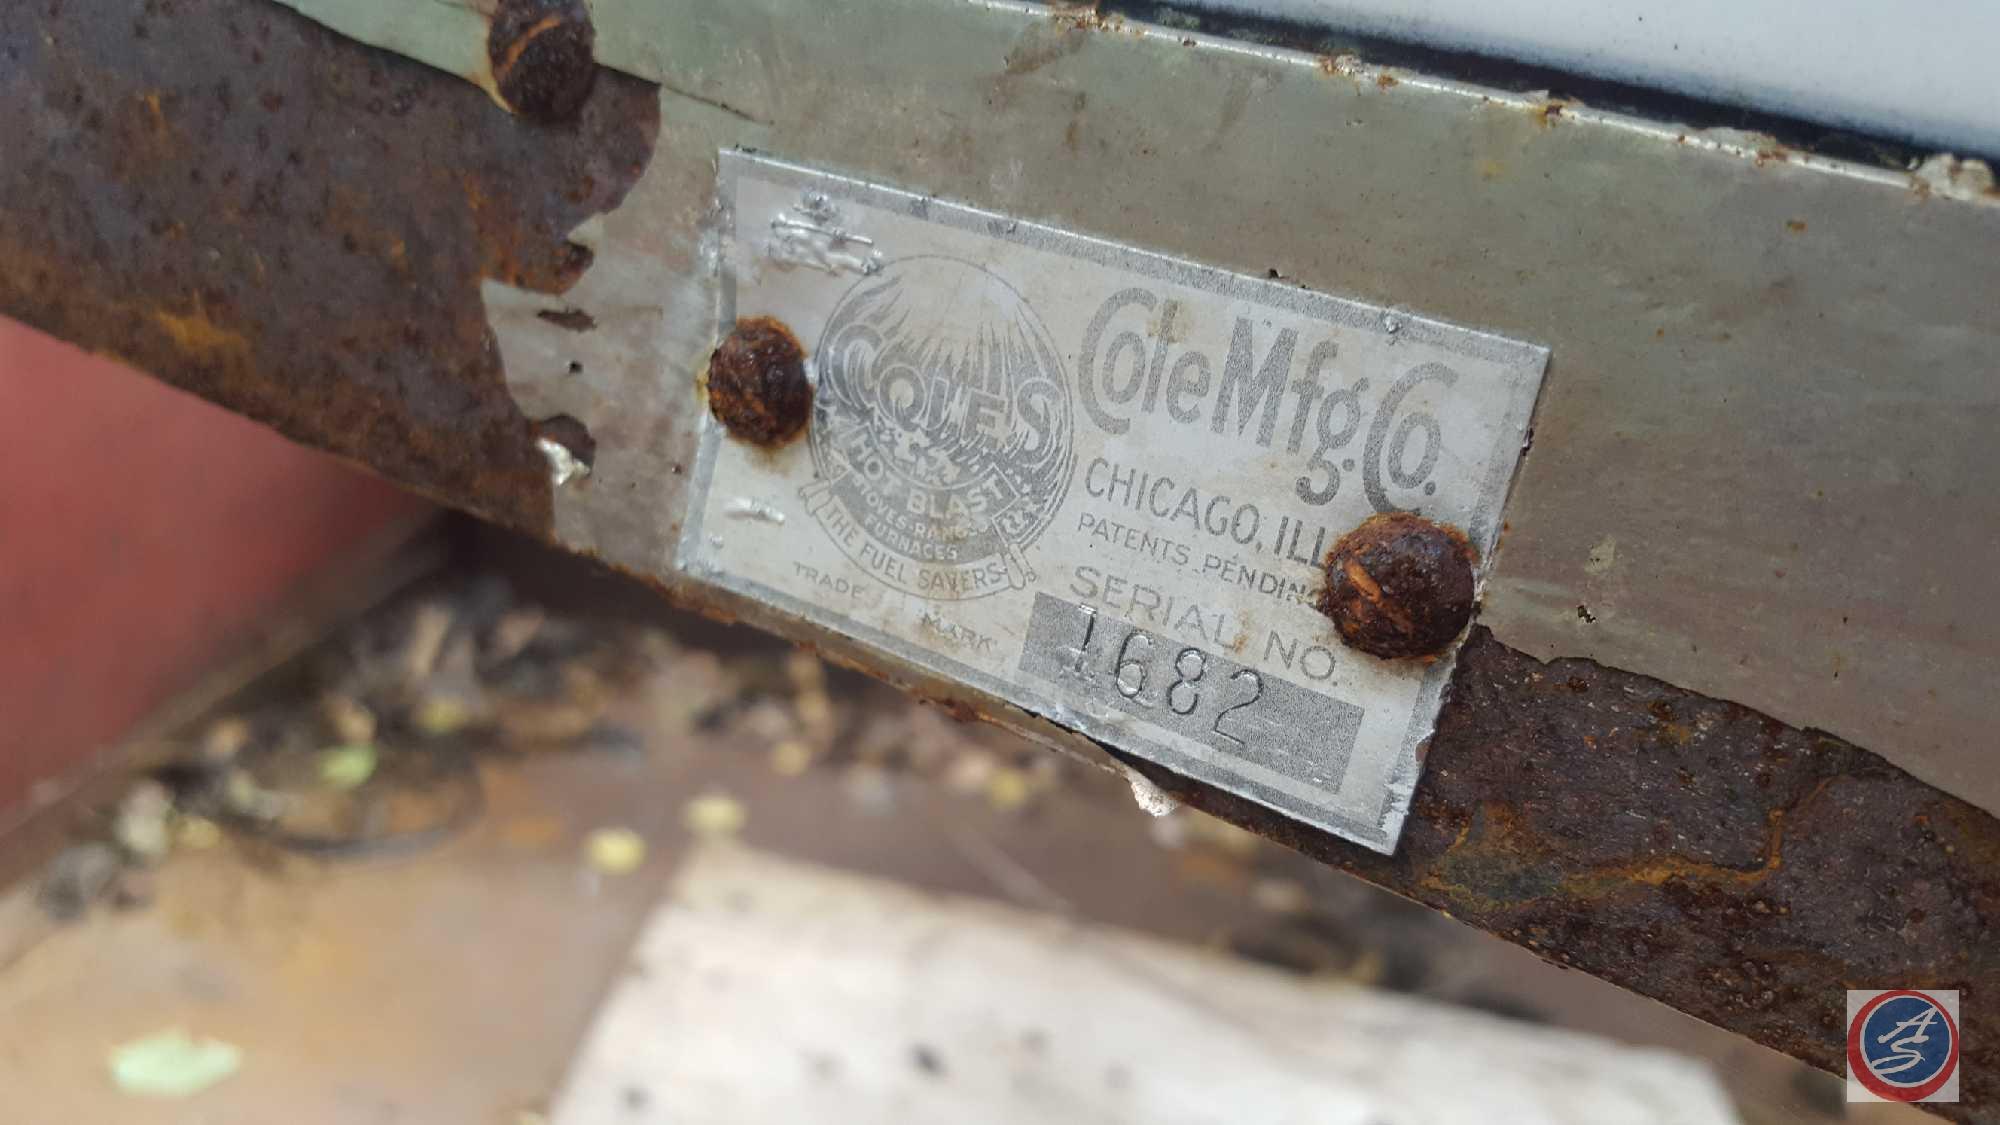 COLE'S
HOT BLAST
STOVES-RANGES
FURNACES
THE FUEL SAVERS
TRADE MARK
Cole Mfg. Co.
CHICAGO, ILL
PATENTS PENDING
SERIAL NO.
1682
AS